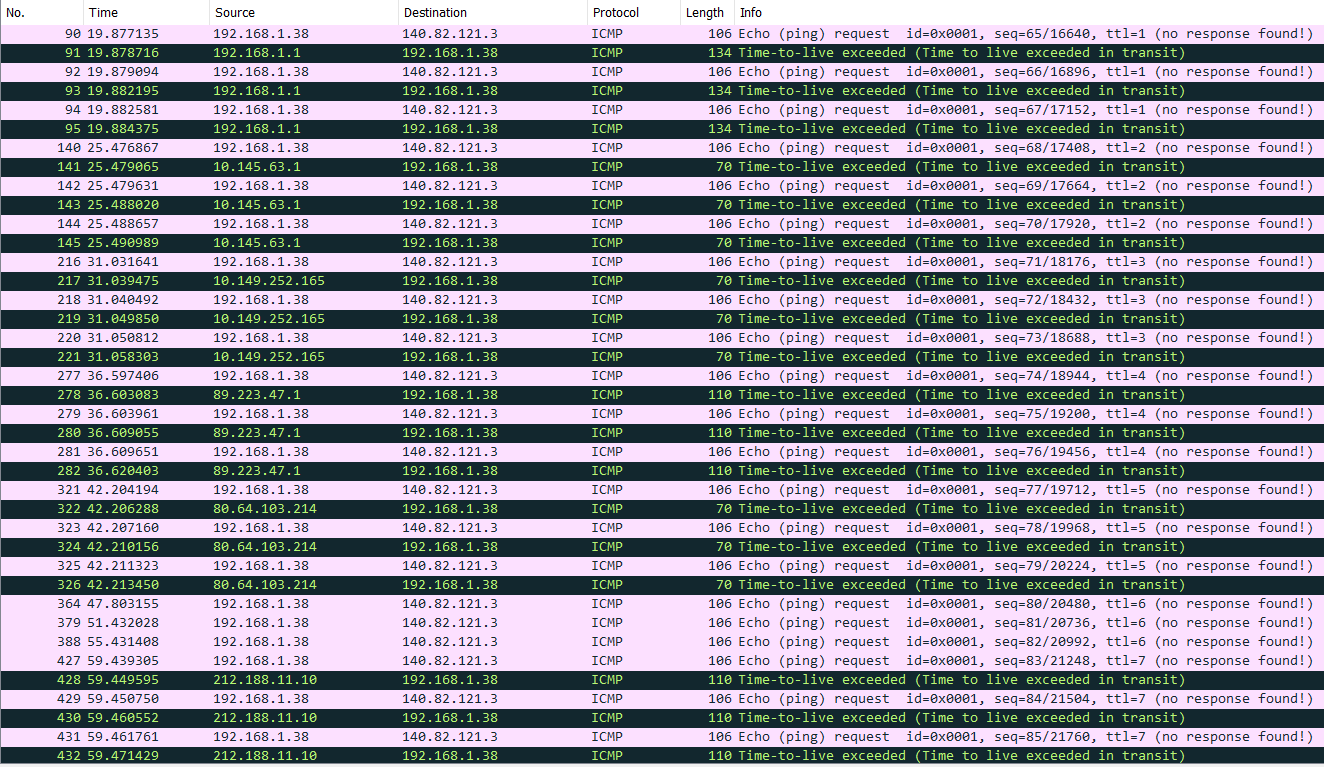 No. Time Source Destination Protocol Length Info
90 19.877135 192.168.1.38 140.82.121.3 ICMP 106 Echo (ping) request id=0x0001, seq=65/16640, ttl=1 (no response found!)
91 19.878716 192.168.1.1 192.168.1.38 ICMP 134 Time-to-live exceeded (Time to live exceeded in transit)
92 19.879094 192.168.1.38 140.82.121.3 ICMP 106 Echo (ping) request id=0x0001, seq=66/16896, ttl=1 (no response found!)
93 19.882195 192.168.1.1 192.168.1.38 ICMP 134 Time-to-live exceeded (Time to live exceeded in transit)
94 19.882581 192.168.1.38 140.82.121.3 ICMP 106 Echo (ping) request id=0x0001, seq=67/17152, ttl=1 (no response found!)
95 19.884375 192.168.1.1 192.168.1.38 ICMP 134 Time-to-live exceeded (Time to live exceeded in transit)
140 25.476867 192.168.1.38 140.82.121.3 ICMP 106 Echo (ping) request id=0x0001, seq=68/17408, ttl=2 (no response found!)
141 25.479065 10.145.63.1 192.168.1.38 ICMP 70 Time-to-live exceeded (Time to live exceeded in transit)
142 25.479631 192.168.1.38 140.82.121.3 ICMP 106 Echo (ping) request id=0x0001, seq=69/17664, ttl=2 (no response found!)
143 25.488020 10.145.63.1 192.168.1.38 ICMP 70 Time-to-live exceeded (Time to live exceeded in transit)
144 25.488657 192.168.1.38 140.82.121.3 ICMP 106 Echo (ping) request id=0x0001, seq=70/17920, ttl=2 (no response found!)
145 25.490989 10.145.63.1 192.168.1.38 ICMP 70 Time-to-live exceeded (Time to live exceeded in transit)
216 31.031641 192.168.1.38 140.82.121.3 ICMP 106 Echo (ping) request id=0x0001, seq=71/18176, ttl=3 (no response found!)
217 31.039475 10.149.252.165 192.168.1.38 ICMP 70 Time-to-live exceeded (Time to live exceeded in transit)
218 31.040492 192.168.1.38 140.82.121.3 ICMP 106 Echo (ping) request id=0x0001, seq=72/18432, ttl=3 (no response found!)
219 31.049850 10.149.252.165 192.168.1.38 ICMP 70 Time-to-live exceeded (Time to live exceeded in transit)
220 31.050812 192.168.1.38 140.82.121.3 ICMP 106 Echo (ping) request id=0x0001, seq=73/18688, ttl=3 (no response found!)
221 31.058303 10.149.252.165 192.168.1.38 ICMP 70 Time-to-live exceeded (Time to live exceeded in transit)
277 36.597406 192.168.1.38 140.82.121.3 ICMP 106 Echo (ping) request id=0x0001, seq=74/18944, ttl=4 (no response found!)
278 36.603083 89.223.47.1 192.168.1.38 ICMP 110 Time-to-live exceeded (Time to live exceeded in transit)
279 36.603961 192.168.1.38 140.82.121.3 ICMP 106 Echo (ping) request id=0x0001, seq=75/19200, ttl=4 (no response found!)
280 36.609055 89.223.47.1 192.168.1.38 ICMP 110 Time-to-live exceeded (Time to live exceeded in transit)
281 36.609651 192.168.1.38 140.82.121.3 ICMP 106 Echo (ping) request id=0x0001, seq=76/19456, ttl=4 (no response found!)
282 36.620403 89.223.47.1 192.168.1.38 ICMP 110 Time-to-live exceeded (Time to live exceeded in transit)
321 42.204194 192.168.1.38 140.82.121.3 ICMP 106 Echo (ping) request id=0x0001, seq=77/19712, ttl=5 (no response found!)
322 42.206288 80.64.103.214 192.168.1.38 ICMP 70 Time-to-live exceeded (Time to live exceeded in transit)
323 42.207160 192.168.1.38 140.82.121.3 ICMP 106 Echo (ping) request id=0x0001, seq=78/19968, ttl=5 (no response found!)
324 42.210156 80.64.103.214 192.168.1.38 ICMP 70 Time-to-live exceeded (Time to live exceeded in transit)
325 42.211323 192.168.1.38 140.82.121.3 ICMP 106 Echo (ping) request id=0x0001, seq=79/20224, ttl=5 (no response found!)
326 42.213450 80.64.103.214 192.168.1.38 ICMP 70 Time-to-live exceeded (Time to live exceeded in transit)
364 47.803155 192.168.1.38 140.82.121.3 ICMP 106 Echo (ping) request id=0x0001, seq=80/20480, ttl=6 (no response found!)
379 51.432028 192.168.1.38 140.82.121.3 ICMP 106 Echo (ping) request id=0x0001, seq=81/20736, ttl=6 (no response found!)
388 55.431408 192.168.1.38 140.82.121.3 ICMP 106 Echo (ping) request id=0x0001, seq=82/20992, ttl=6 (no response found!)
427 59.439305 192.168.1.38 140.82.121.3 ICMP 106 Echo (ping) request id=0x0001, seq=83/21248, ttl=7 (no response found!)
428 59.449595 212.188.11.10 192.168.1.38 ICMP 110 Time-to-live exceeded (Time to live exceeded in transit)
429 59.450750 192.168.1.38 140.82.121.3 ICMP 106 Echo (ping) request id=0x0001, seq=84/21504, ttl=7 (no response found!)
430 59.460552 212.188.11.10 192.168.1.38 ICMP 110 Time-to-live exceeded (Time to live exceeded in transit)
431 59.461761 192.168.1.38 140.82.121.3 ICMP 106 Echo (ping) request id=0x0001, seq=85/21760, ttl=7 (no response found!)
432 59.471429 212.188.11.10 192.168.1.38 ICMP 110 Time-to-live exceeded (Time to live exceeded in transit)